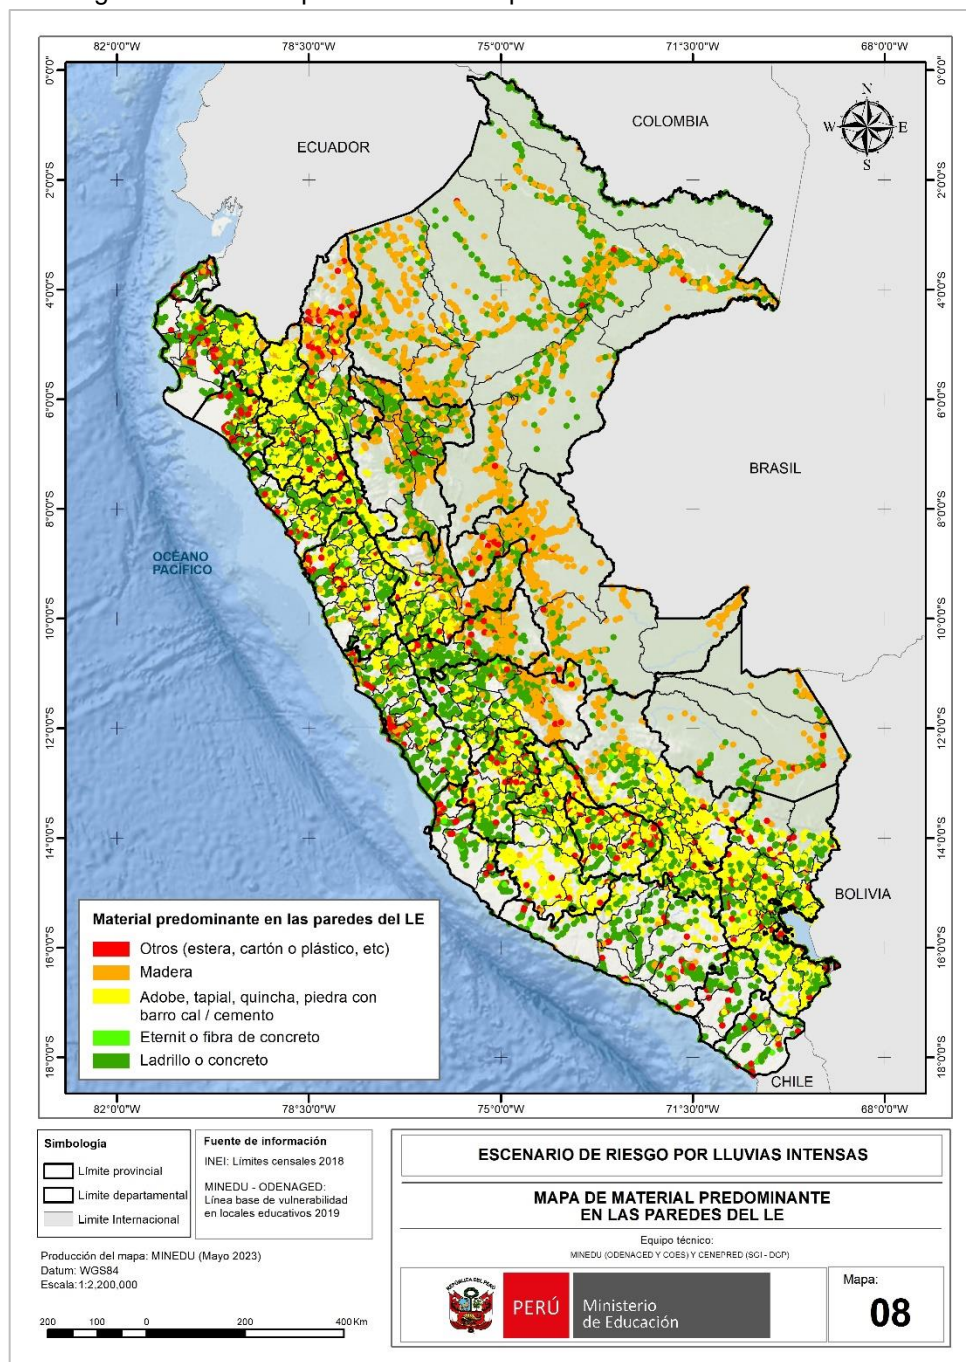 82°0'0"W
78°30'0"W
75°0'0"W
71°30'0"W
68°0'0"W
0°0'0"
2°0'0"S
4°0'0"S
6°0'0"S
8°0'0"S
10°0'0"S
12°0'0"S
14°0'0"S
16°0'0"S
18°0'0"S
0°0'0"
2°0'0"S
4°0'0"S
6°0'0"S
8°0'0"S
10°0'0"S
12°0'0"S
14°0'0"S
16°0'0"S
18°0'0"S
N
W
E
S
COLOMBIA
ECUADOR
BRASIL
OCÉANO
PACÍFICO
BOLIVIA
CHILE
Material predominante en las paredes del LE
Otros (estera, cartón o plástico, etc)
Madera
Adobe, tapial, quincha, piedra con
barro cal / cemento
Eternit o fibra de concreto
Ladrillo o concreto
82°0'0"W
78°30'0"W
75°0'0"W
71°30'0"W
68°0'0"W
Simbología
Límite provincial
Limite departamental
Limite Internacional
Fuente de información
INEI: Límites censales 2018
MINEDU - ODENAGED:
Línea base de vulnerabilidad
en locales educativos 2019
Producción del mapa: MINEDU (Mayo 2023)
Datum: WGS84
Escala:1:2,200,000
200 100 0 200 400 Km
ESCENARIO DE RIESGO POR LLUVIAS INTENSAS
MAPA DE MATERIAL PREDOMINANTE
EN LAS PAREDES DEL LE
Equipo técnico:
MINEDU (ODENAGED Y COES) Y CENEPRED (SGI - DGP)
REPÚBLICA DEL PERÚ
PERÚ
Ministerio
de Educación
Mapa:
08